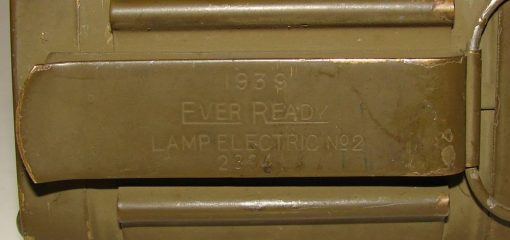 1939
EVER READY
LAMP ELECTRIC No2